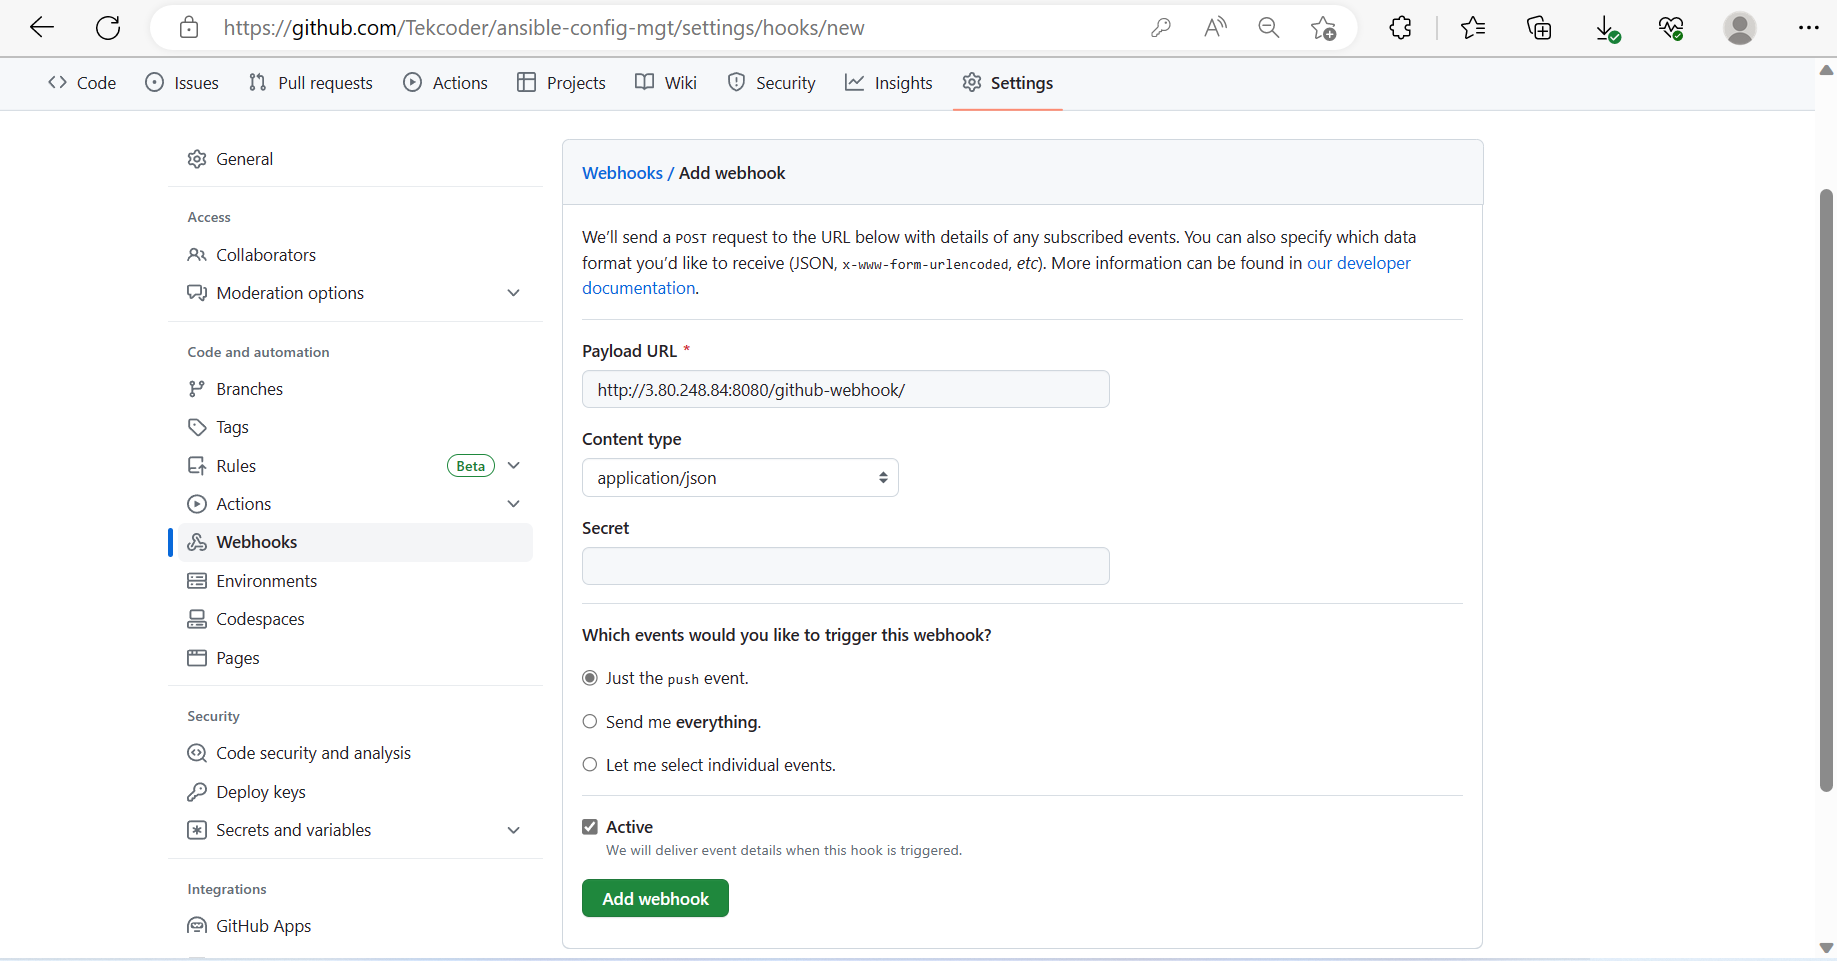 https://github.com/Tekcoder/ansible-config-mgt/settings/hooks/new
Code Issues Pull requests Actions Projects Wiki Security Insights Settings
General
Access
Collaborators
Moderation options
Code and automation
Branches
Tags
Rules Beta
Actions
Webhooks
Environments
Codespaces
Pages
Security
Code security and analysis
Deploy keys
Secrets and variables
Integrations
GitHub Apps
Webhooks / Add webhook
We’ll send a POST request to the URL below with details of any subscribed events. You can also specify which data
format you’d like to receive (JSON, x-www-form-urlencoded, etc). More information can be found in our developer
documentation.
Payload URL *
http://3.80.248.84:8080/github-webhook/
Content type
application/json
Secret
Which events would you like to trigger this webhook?
Just the push event.
Send me everything.
Let me select individual events.
Active
We will deliver event details when this hook is triggered.
Add webhook